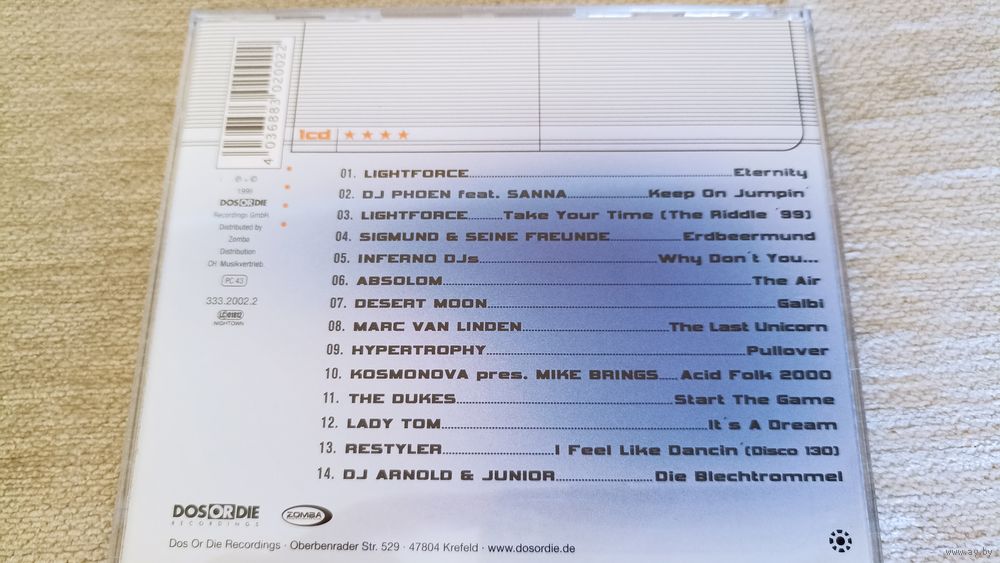 4 036883 020022
1cd ★ ★ ★ ★
℗ - ©
1999
DOS OR DIE
Recordings GmbH
Distributed by
Zomba
Distribution
CH: Musikvertrieb
PC 43
333.2002.2
LC 01612
NIGHTOWN
01. LIGHTFORCE........Eternity
02. DJ PHOEN feat. SANNA........Keep On Jumpin´
03. LIGHTFORCE........Take Your Time (The Riddle ´99)
04. SIGMUND & SEINE FREUNDE........Erdbeermund
05. INFERNO DJs........Why Don´t You...
06. ABSOLOM........The Air
07. DESERT MOON........Galbi
08. MARC VAN LINDEN........The Last Unicorn
09. HYPERTROPHY........Pullover
10. KOSMONOVA pres. MIKE BRINGS.....Acid Folk 2000
11. THE DUKES........Start The Game
12. LADY TOM........It´s A Dream
13. RESTYLER........I Feel Like Dancin´(Disco 130)
14. DJ ARNOLD & JUNIOR........Die Blechtrommel
DOS OR DIE
RECORDINGS
ZOMBA
Dos Or Die Recordings · Oberbenrader Str. 529 · 47804 Krefeld · www.dosordie.de
www.ay.by